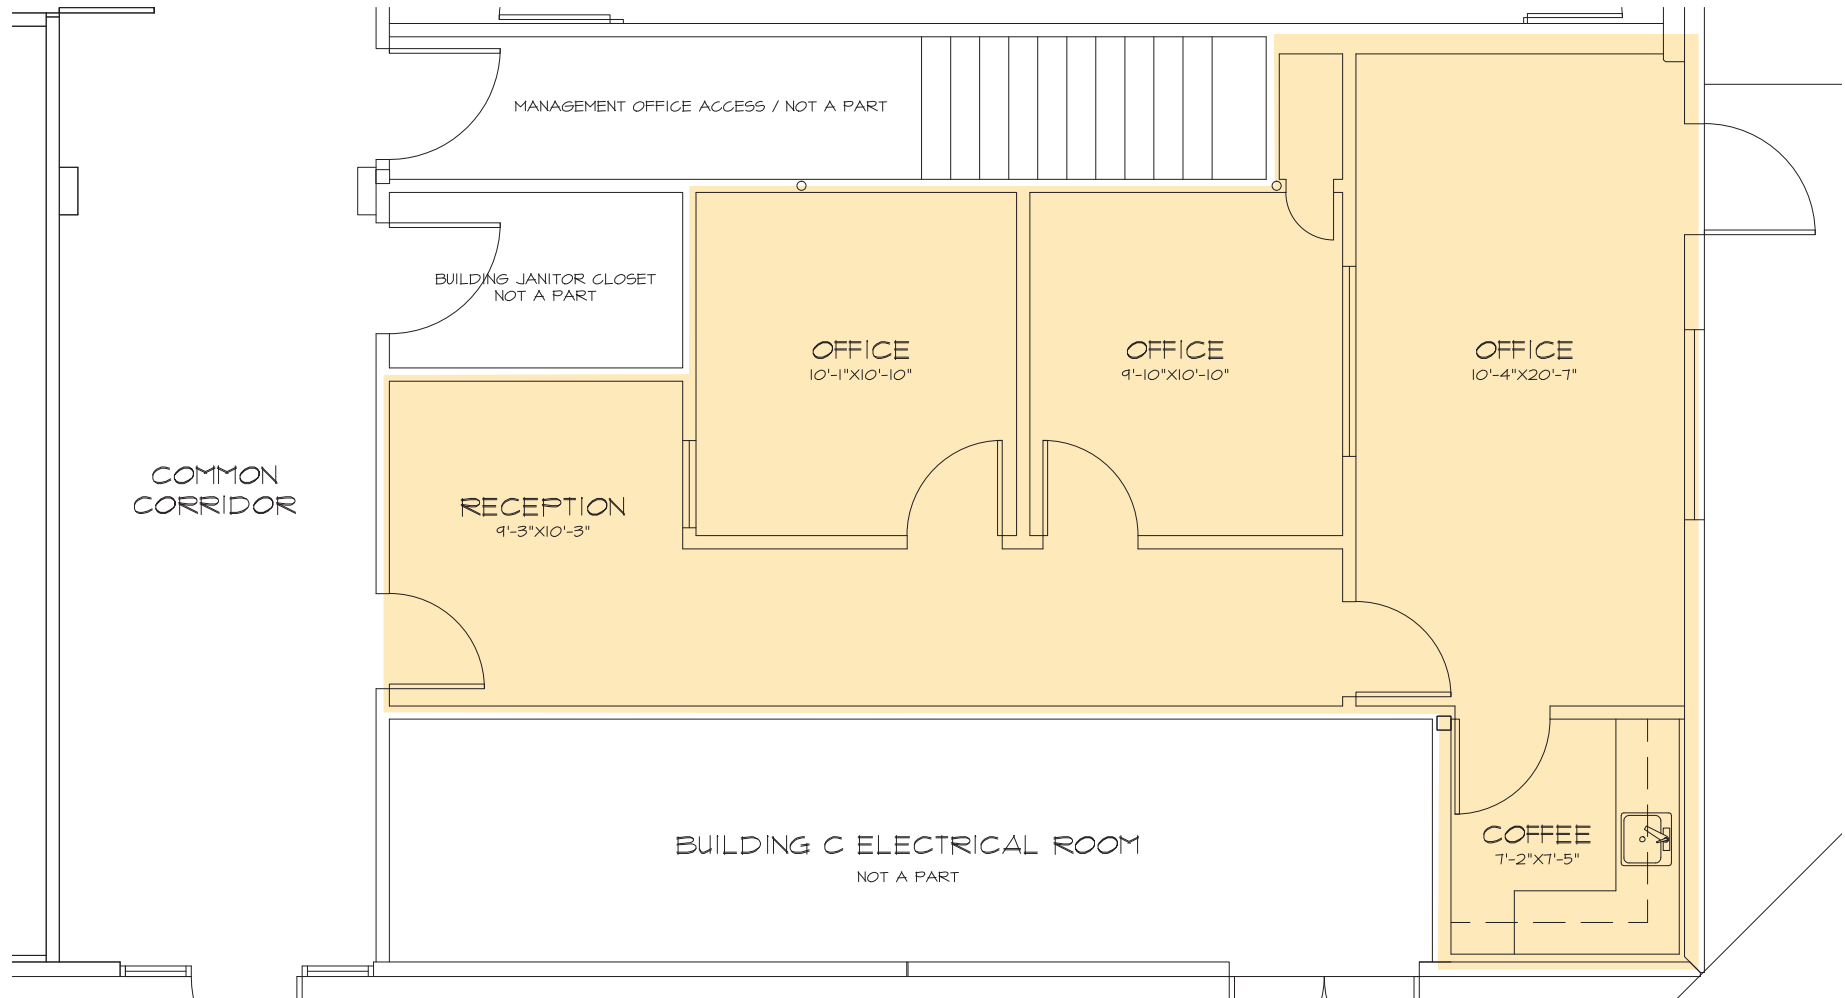 MANAGEMENT OFFICE ACCESS / NOT A PART
BUILDING JANITOR CLOSET
NOT A PART
OFFICE
10'-1"X10'-10"
OFFICE
9'-10"X10'-10"
OFFICE
10'-4"X20'-7"
COMMON
CORRIDOR
RECEPTION
9'-3"X10'-3"
BUILDING C ELECTRICAL ROOM
NOT A PART
COFFEE
7'-2"X7'-5"